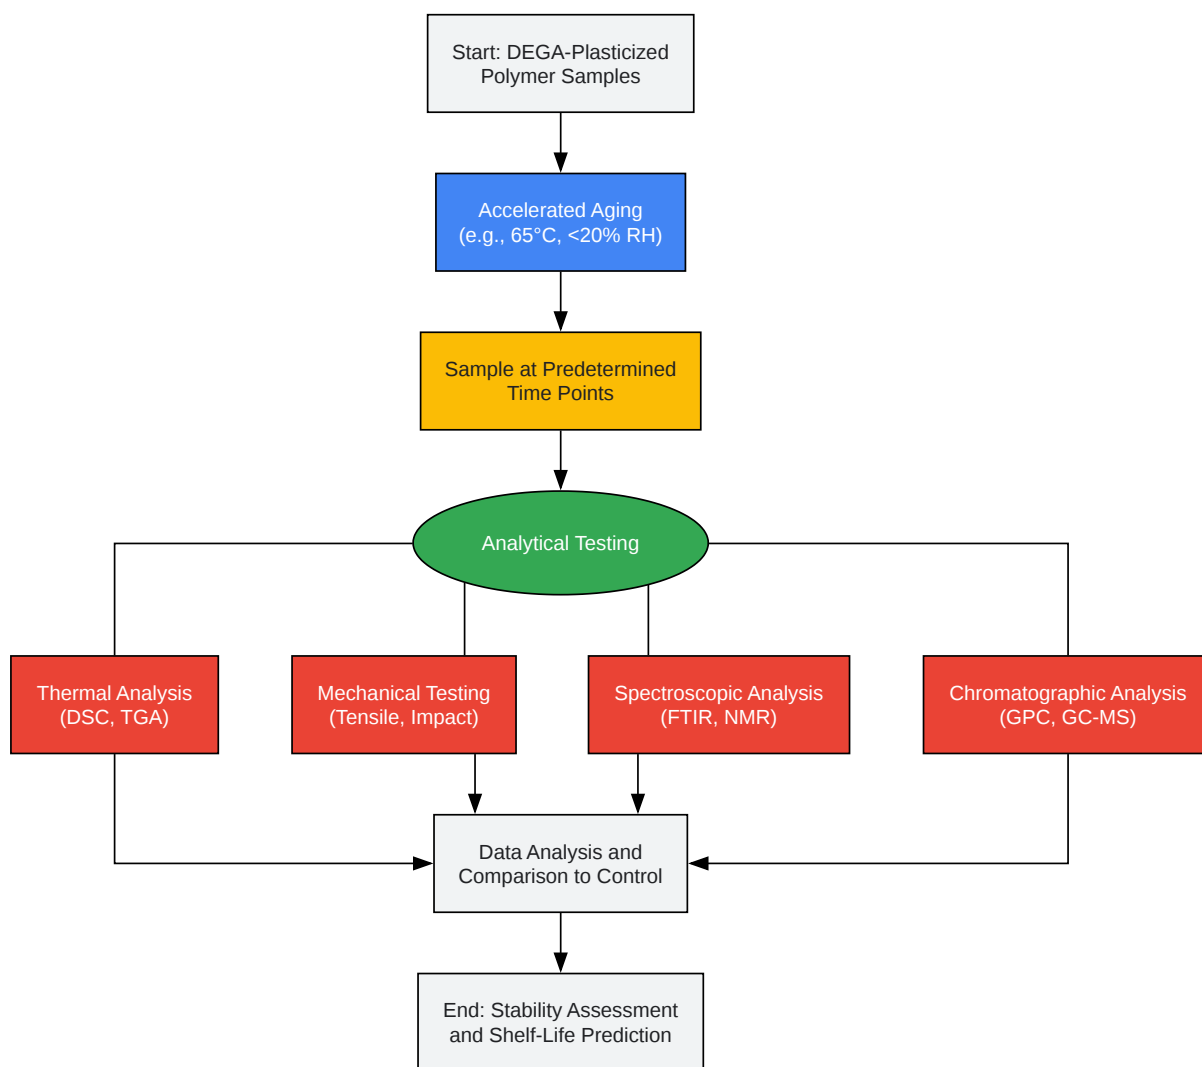 Start: DEGA-Plasticized
Polymer Samples
Accelerated Aging
(e.g., 65°C, <20% RH)
Sample at Predetermined
Time Points
Analytical Testing
Thermal Analysis
(DSC, TGA)
Mechanical Testing
(Tensile, Impact)
Spectroscopic Analysis
(FTIR, NMR)
Chromatographic Analysis
(GPC, GC-MS)
Data Analysis and
Comparison to Control
End: Stability Assessment
and Shelf-Life Prediction